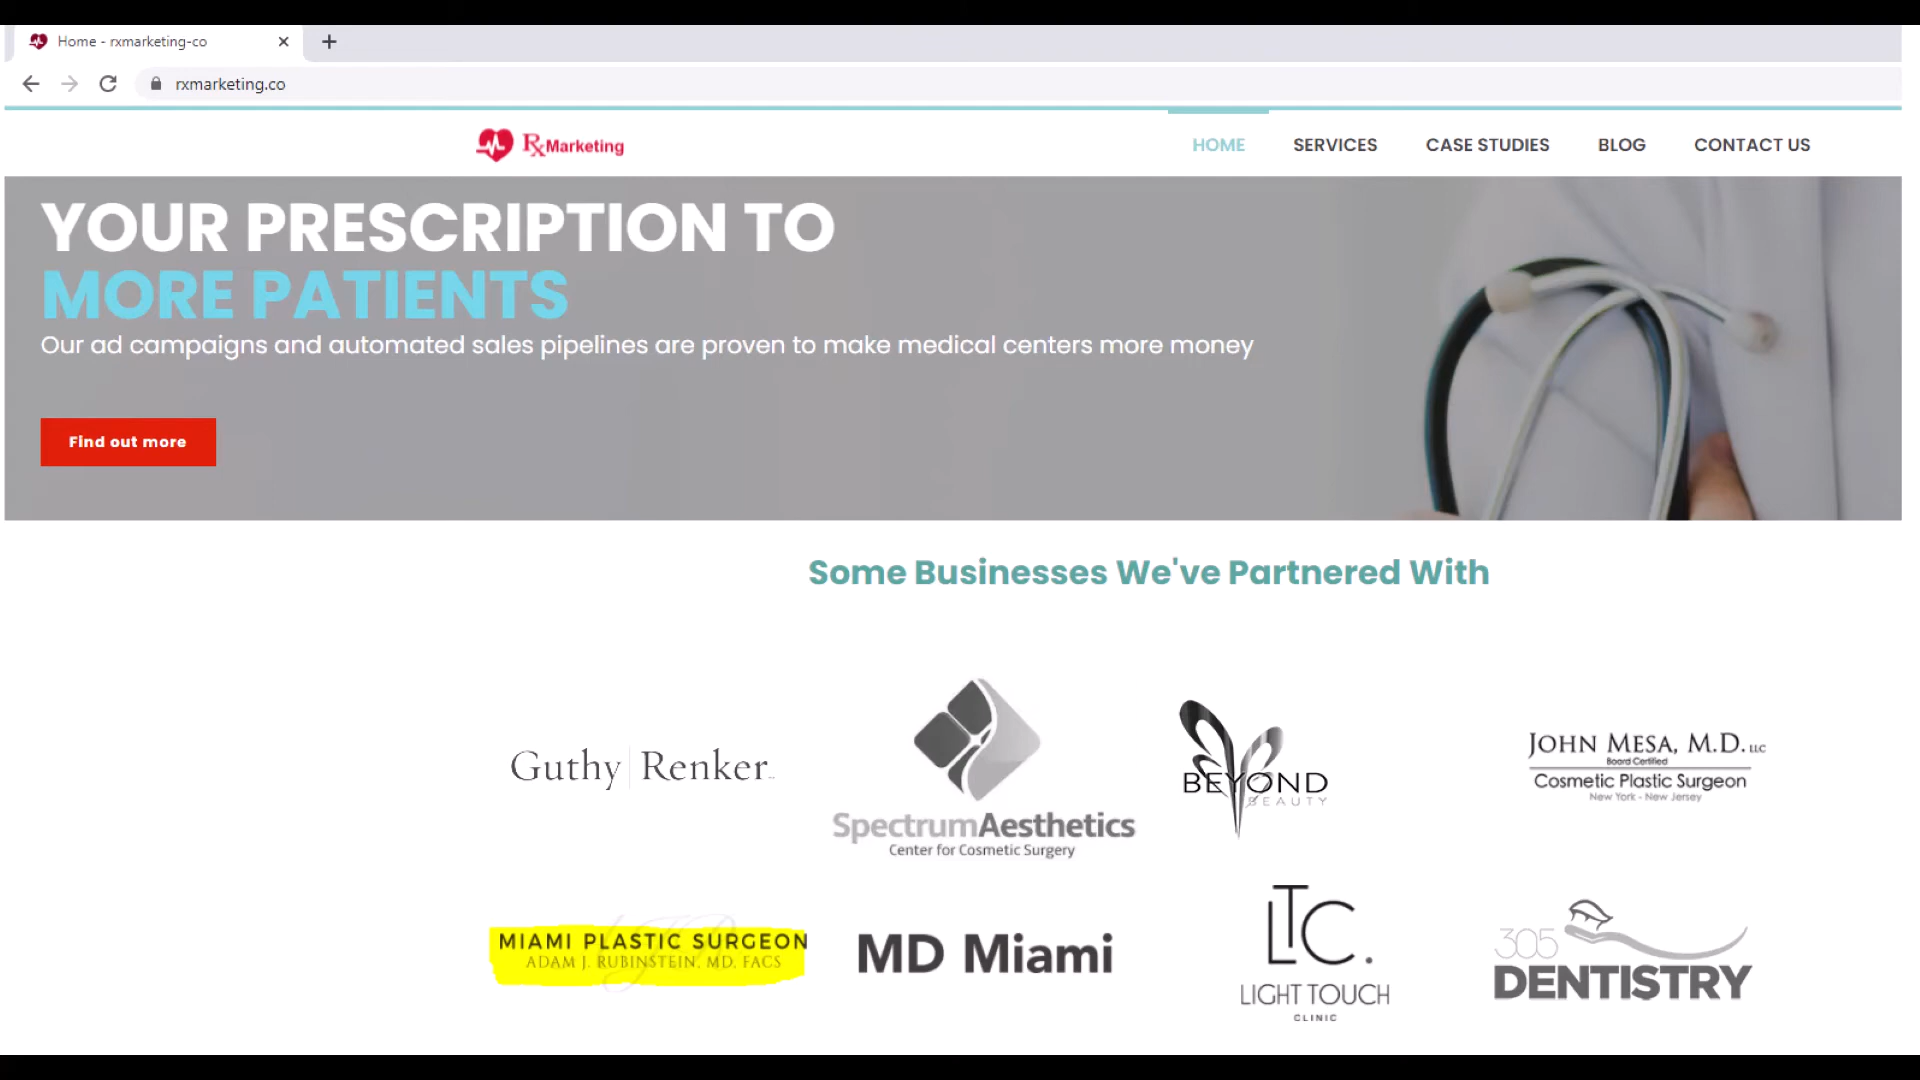 Home - rxmarketing-co
rxmarketing.co
Rx Marketing
HOME SERVICES CASE STUDIES BLOG CONTACT US
YOUR PRESCRIPTION TO
MORE PATIENTS
Our ad campaigns and automated sales pipelines are proven to make medical centers more money
Find out more
Some Businesses We've Partnered With
Guthy Renker
SpectrumAesthetics
Center for Cosmetic Surgery
BEYOND
BEAUTY
JOHN MESA, M.D. LLC
Board Certified
Cosmetic Plastic Surgeon
New York - New Jersey
MIAMI PLASTIC SURGEON
ADAM J. RUBINSTEIN, MD, FACS
MD Miami
LTC.
LIGHT TOUCH
CLINIC
305
DENTISTRY